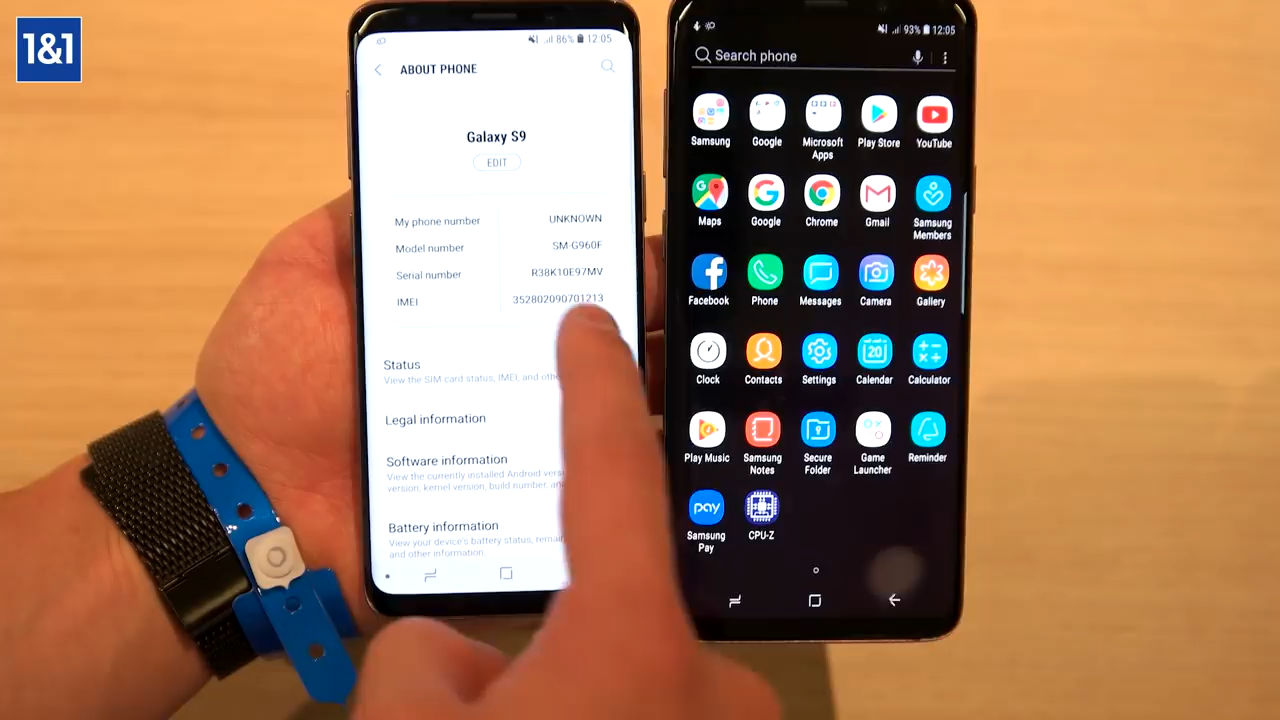 1&1
86% 12:05
ABOUT PHONE
Galaxy S9
EDIT
My phone number UNKNOWN
Model number SM-G960F
Serial number R38K10E97MV
IMEI 352802090701213
Status
View the SIM card status, IMEI, and
Legal information
Software information
View the currently installed Android
version, kernel version, build number,
Battery information
View your device's battery status,
and other information.
93% 12:05
Search phone
Samsung Google Microsoft Apps Play Store YouTube
Maps Google Chrome Gmail Samsung Members
Facebook Phone Messages Camera Gallery
20
Clock Contacts Settings Calendar Calculator
Play Music Samsung Notes Secure Folder Game Launcher Reminder
pay
Samsung Pay CPU-Z